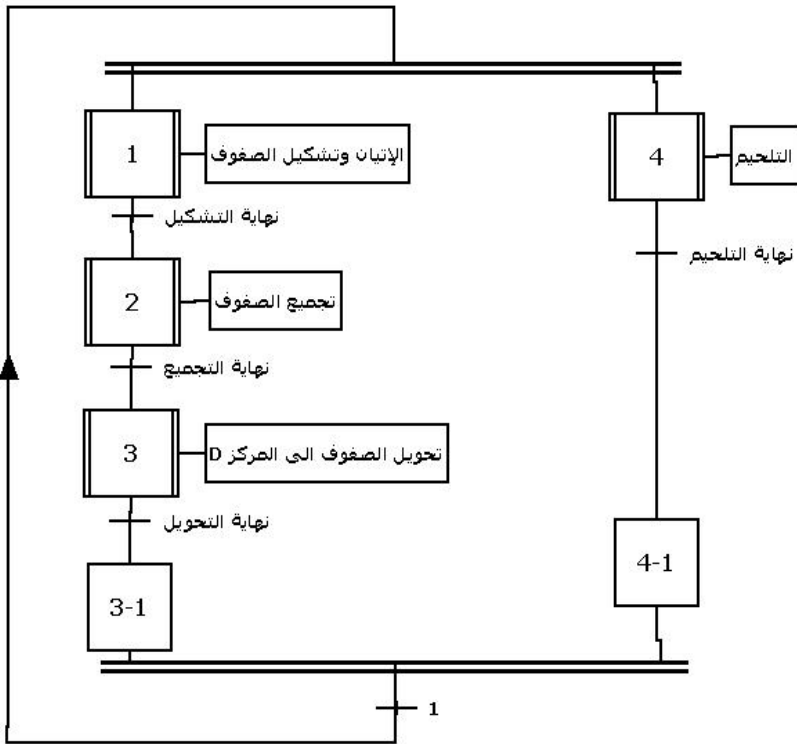 1
الإتيان وتشكيل الصفوف
4
التلحيم
نهاية التشكيل
نهاية التلحيم
2
تجميع الصفوف
نهاية التجميع
3
تحويل الصفوف الى المركز D
نهاية التحويل
3-1
4-1
1